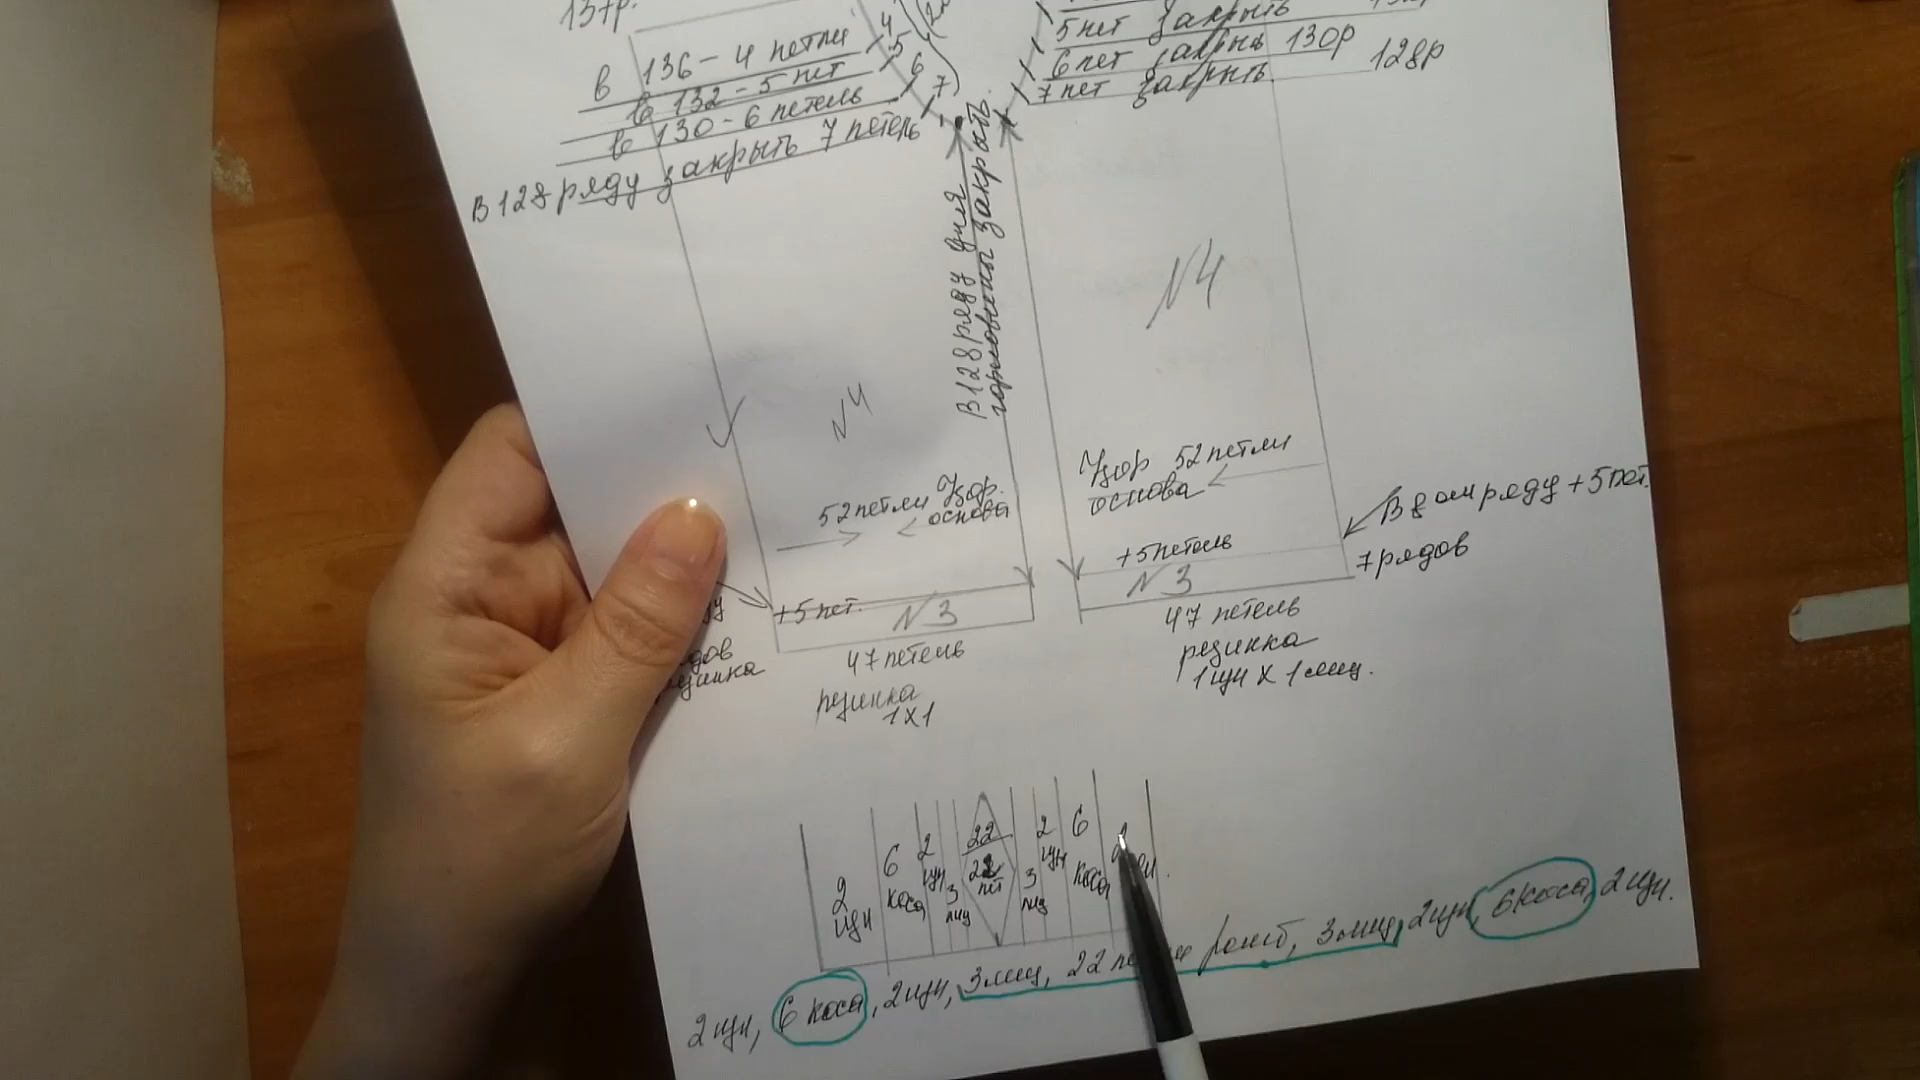 137р.
в 136 – 4 петли
в 132 – 5 пет
в 130 – 6 петель
В 128 ряду закрыть 7 петель
4
5
6
7
5 пет закрыть
6 пет закрыть 130р
7 пет закрыть 128р
В 128 ряду для
горловины закрыть
N4
N4
52 петли Узор
основа
Узор 52 петли
основа
В 8ом ряду +5 пет.
7 рядов
+5 петель
N3
47 петель
резинка
1 изн х 1 лиц.
+5 пет.
N3
47 петель
резинка
1х1
2 изн
6 коса
2 изн
3 лиц
22
пет
3 лиц
2 изн
6 коса
2 изн, 6 коса, 2 изн, 3 лиц, 22 ромб, 3 лиц, 2 изн, 6 коса, 2 изн.